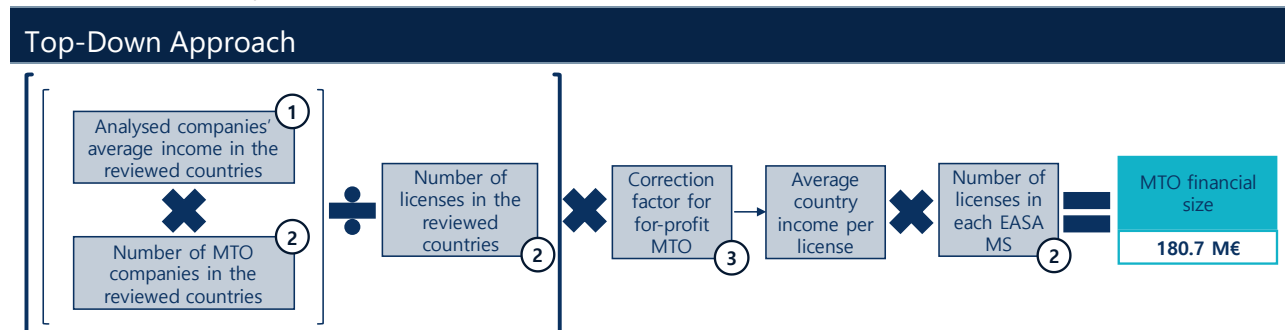 Top-Down Approach
1
Analysed companies'
average income in the
reviewed countries
2
Number of MTO
companies in the
reviewed countries
Number of
licenses in the
reviewed
countries
2
Correction
factor for
for-profit
MTO
3
Average
country
income per
license
Number of
licenses in
each EASA
MS
2
MTO financial
size
180.7 M€